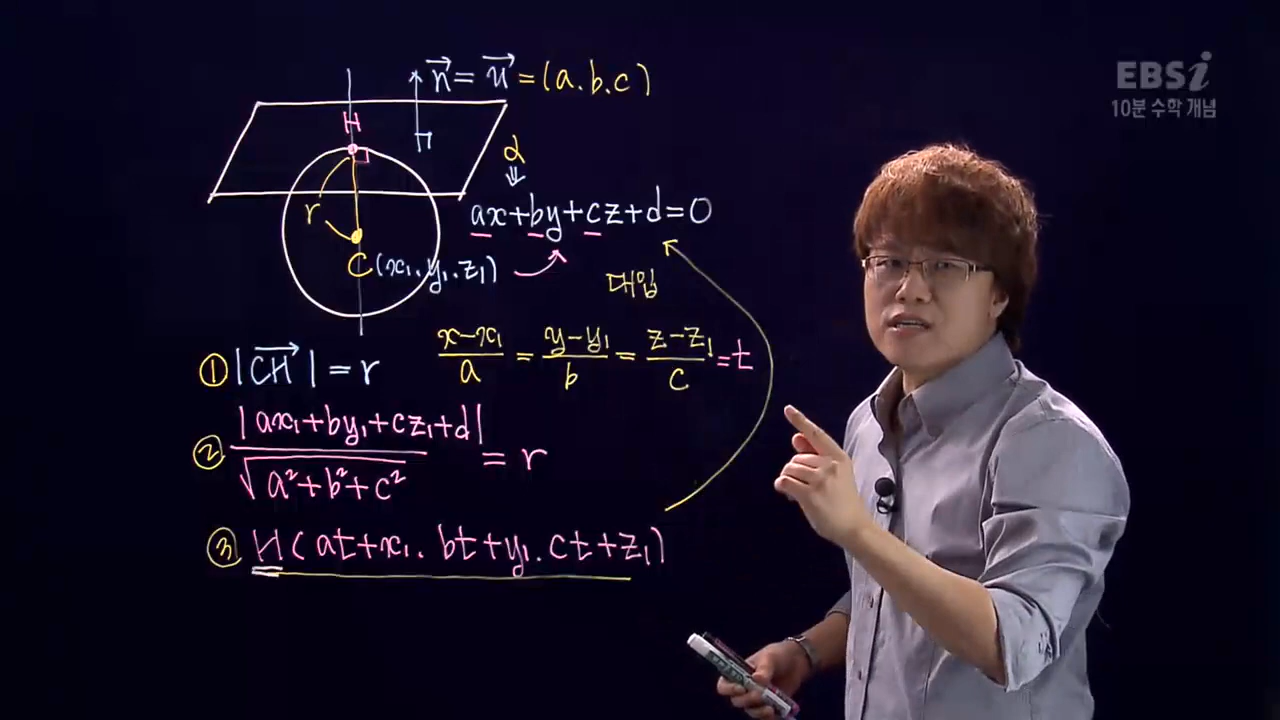 EBSi
10분 수학 개념
n⃗ = u⃗ = (a.b.c)
H
α
⇓
r
ax+by+cz+d=0
C(x₁.y₁.z₁)
대입
① |CH⃗| = r
(x-x₁)/a = (y-y₁)/b = (z-z₁)/c = t
② |ax₁+by₁+cz₁+d| / √(a²+b²+c²) = r
③ H(at+x₁. bt+y₁. ct+z₁)